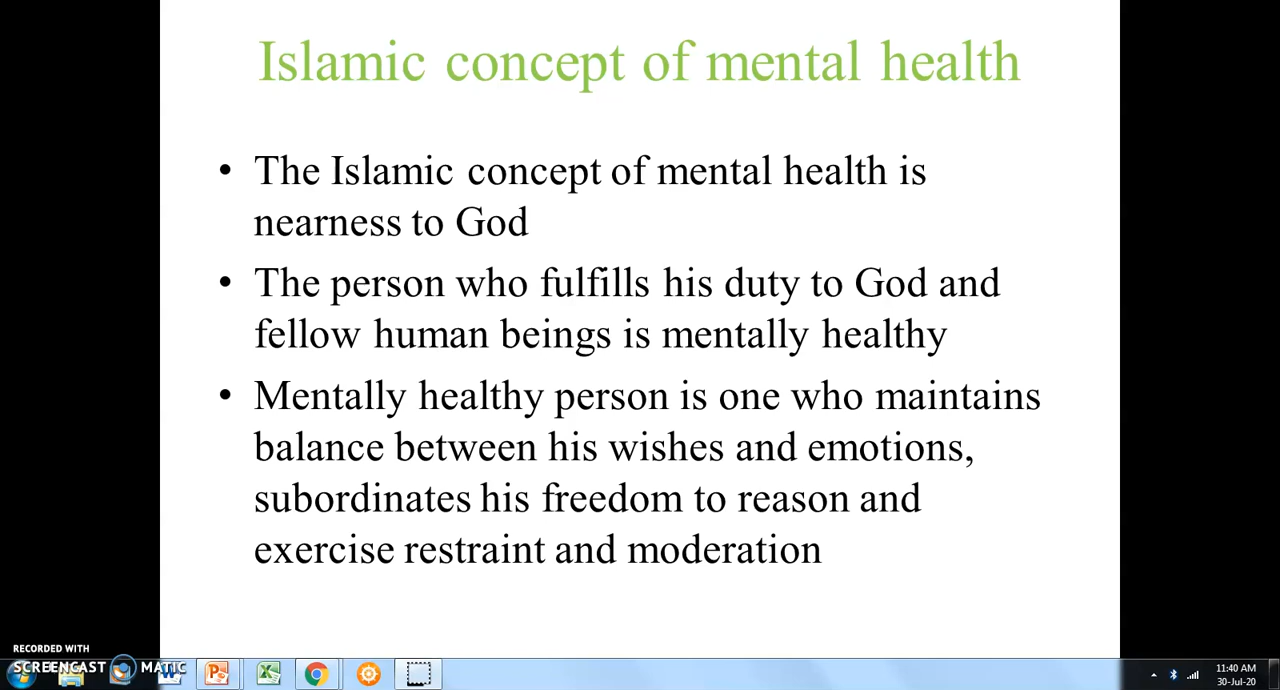 Islamic concept of mental health
• The Islamic concept of mental health is
nearness to God
• The person who fulfills his duty to God and
fellow human beings is mentally healthy
• Mentally healthy person is one who maintains
balance between his wishes and emotions,
subordinates his freedom to reason and
exercise restraint and moderation
RECORDED WITH
SCREENCAST MATIC
11:40 AM
30-Jul-20